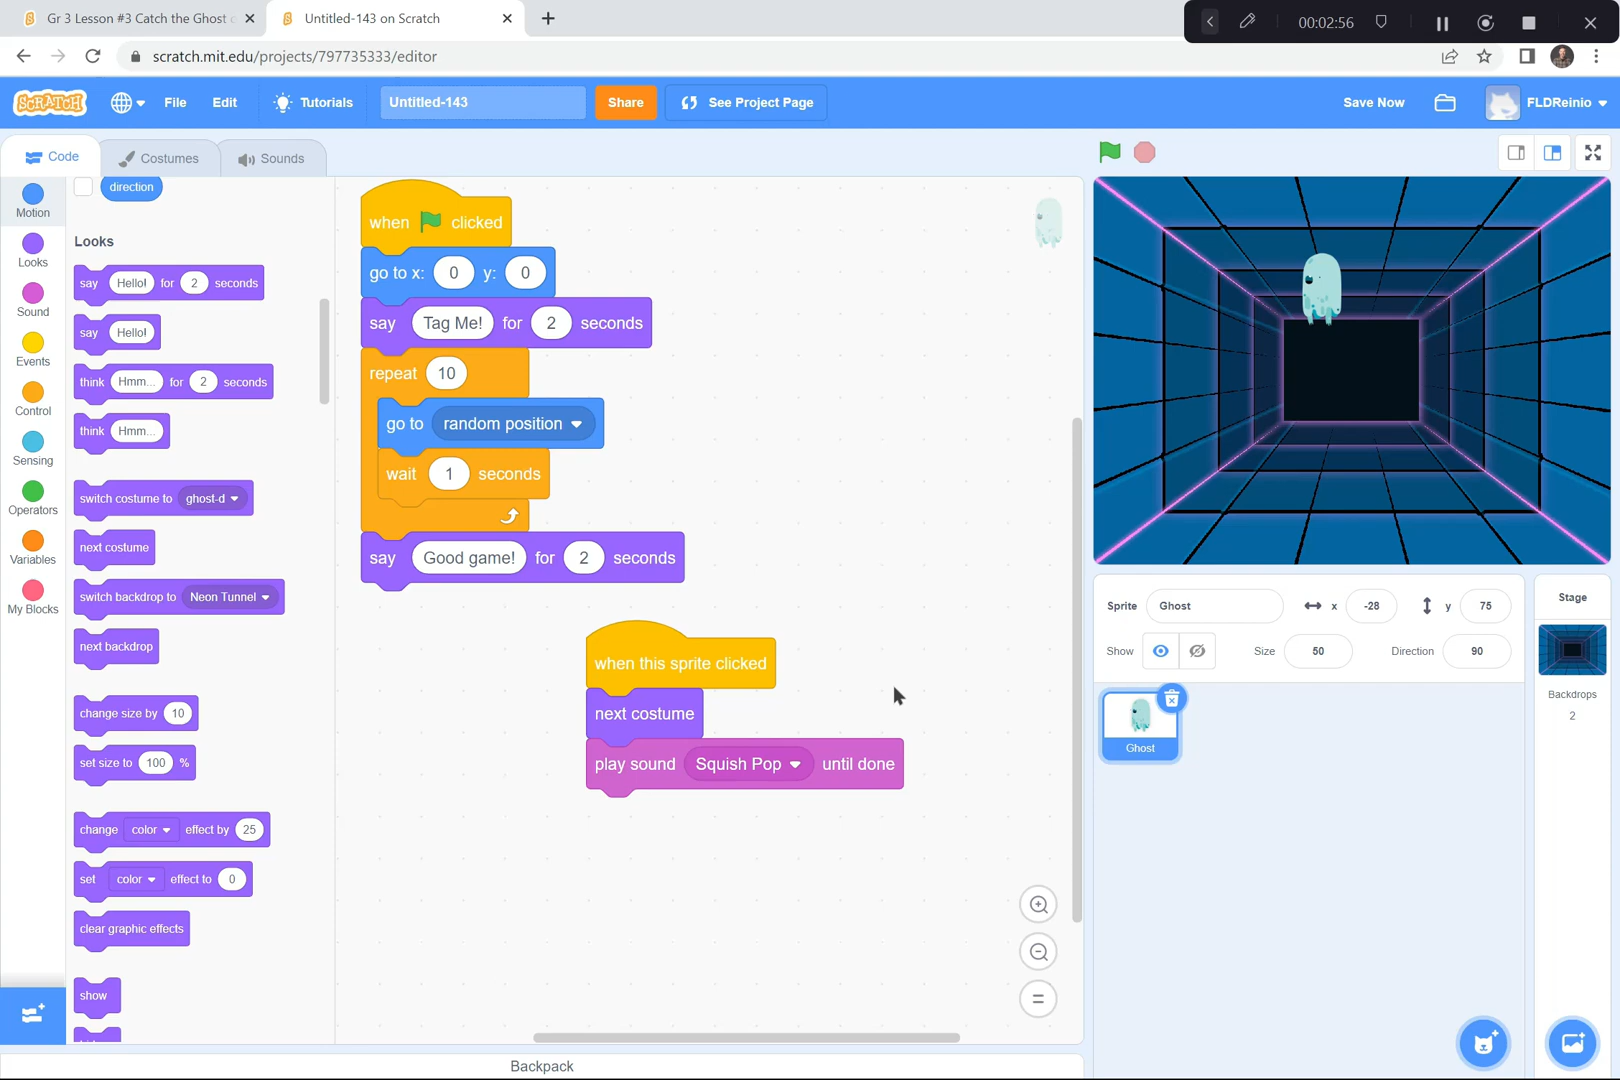 Gr 3 Lesson #3 Catch the Ghost
Untitled-143 on Scratch
00:02:56
scratch.mit.edu/projects/797735333/editor
SCRATCH
File
Edit
Tutorials
Untitled-143
Share
See Project Page
Save Now
FLDReinio
Code
Costumes
Sounds
Motion
Looks
Sound
Events
Control
Sensing
Operators
Variables
My Blocks
direction
Looks
say Hello! for 2 seconds
say Hello!
think Hmm... for 2 seconds
think Hmm...
switch costume to ghost-d
next costume
switch backdrop to Neon Tunnel
next backdrop
change size by 10
set size to 100 %
change color effect by 25
set color effect to 0
clear graphic effects
show
when clicked
go to x: 0 y: 0
say Tag Me! for 2 seconds
repeat 10
go to random position
wait 1 seconds
say Good game! for 2 seconds
when this sprite clicked
next costume
play sound Squish Pop until done
Backpack
Sprite Ghost x -28 y 75
Show Size 50 Direction 90
Ghost
Stage
Backdrops
2